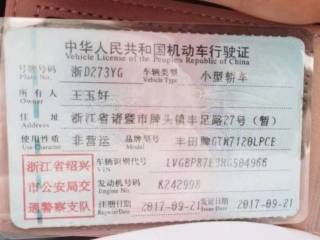 中华人民共和国机动车行驶证
Vehicle License of the People's Republic of China
号牌号码 浙D273YG 车辆类型 小型轿车
Plate No. Vehicle Type
所有人 王玉好
Owner
住址 浙江省诸暨市牌头镇丰足路27号（暂）
Address
使用性质 非营运 品牌型号 丰田牌GTM7120LPCE
Use Character Model
浙江省绍兴
市公安局交
通警察支队
车辆识别代号
VIN
发动机号码 K242998
Engine No.
注册日期 2017-09-21 发证日期 2017-09-21
Register Date Issue Date